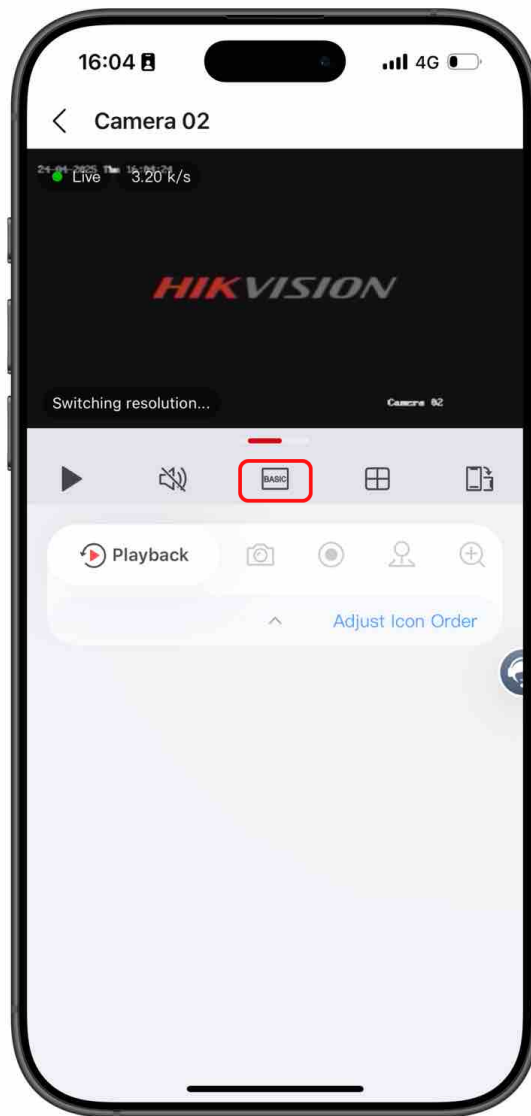 16:04 4G
Camera 02
24-04-2025 Thu 16:04:24
Live 3.20 k/s
HIKVISION
Switching resolution...
Camera 02
BASIC
Playback
Adjust Icon Order